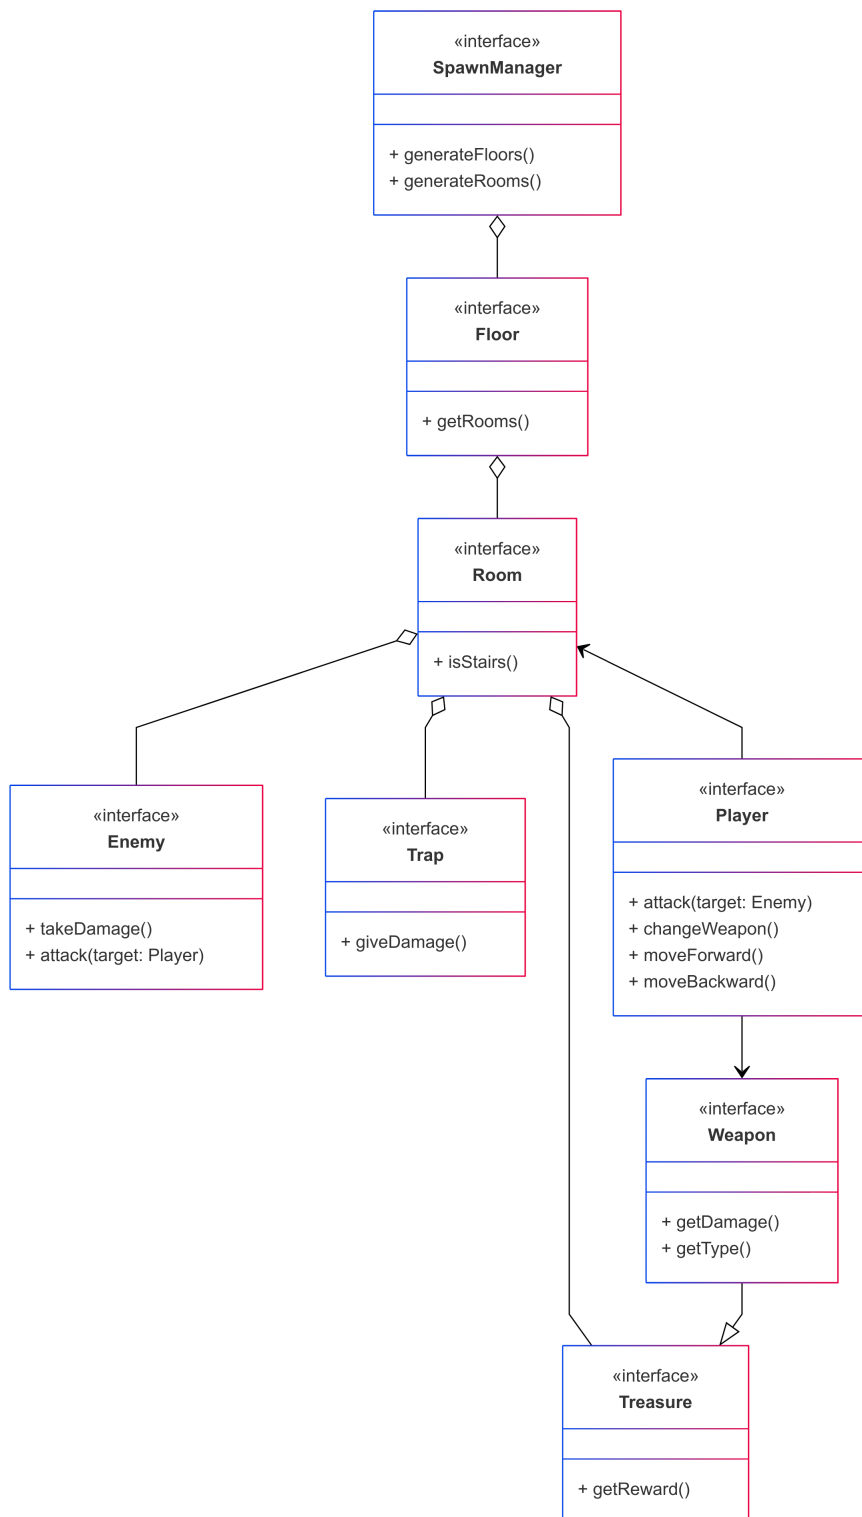 «interface»
SpawnManager
+ generateFloors()
+ generateRooms()
«interface»
Floor
+ getRooms()
«interface»
Room
+ isStairs()
«interface»
Enemy
+ takeDamage()
+ attack(target: Player)
«interface»
Trap
+ giveDamage()
«interface»
Player
+ attack(target: Enemy)
+ changeWeapon()
+ moveForward()
+ moveBackward()
«interface»
Weapon
+ getDamage()
+ getType()
«interface»
Treasure
+ getReward()